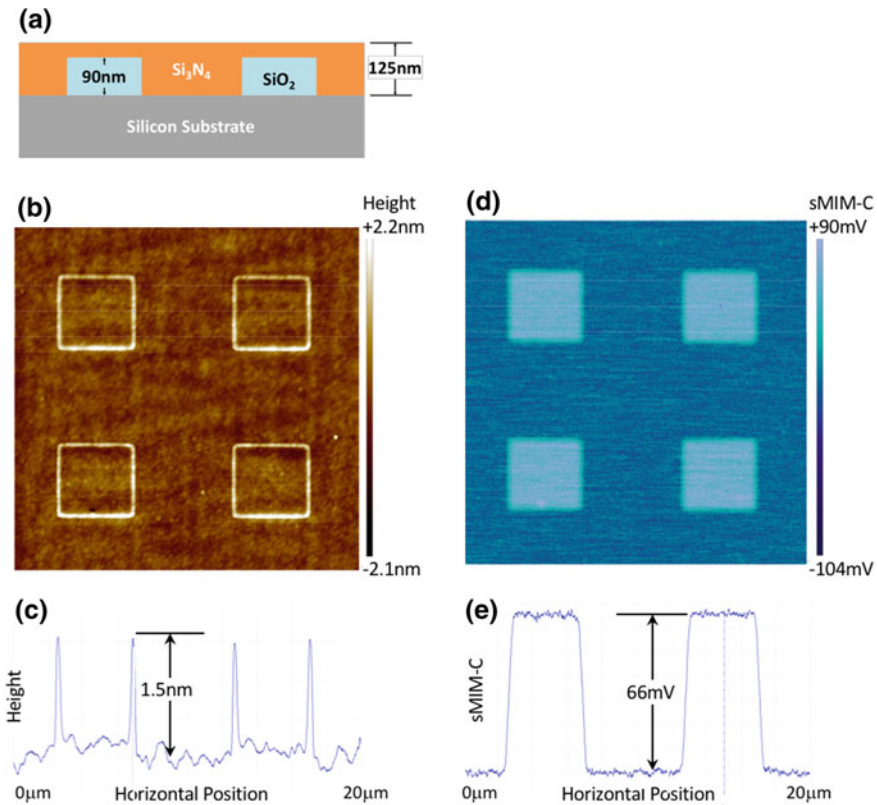 (a)
90nm
Si3N4
SiO2
125nm
Silicon Substrate
(b)
Height
+2.2nm
-2.1nm
(c)
Height
1.5nm
0μm
Horizontal Position
20μm
(d)
sMIM-C
+90mV
-104mV
(e)
sMIM-C
66mV
0μm
Horizontal Position
20μm